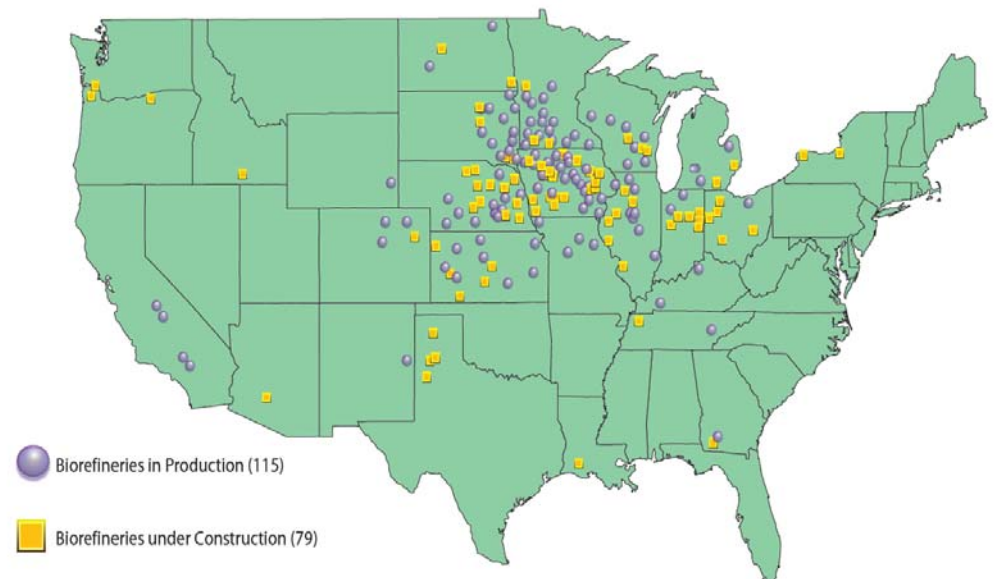 Biorefineries in Production (115)
Biorefineries under Construction (79)